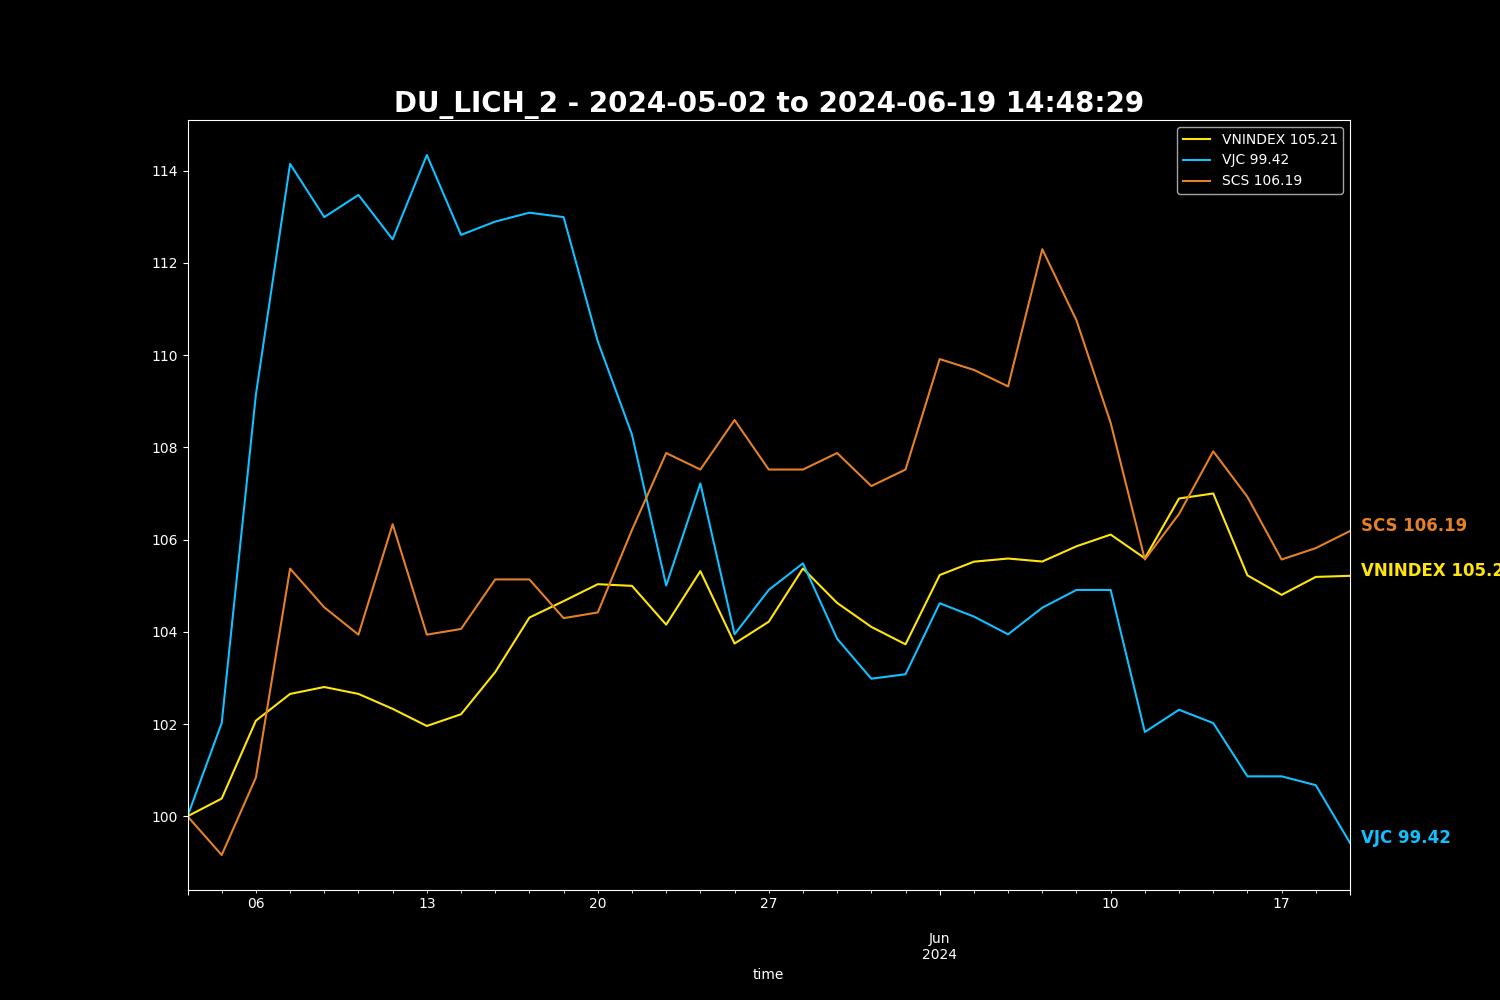 DU_LICH_2 - 2024-05-02 to 2024-06-19 14:48:29
VNINDEX 105.21
VJC 99.42
SCS 106.19
114
112
110
108
106
104
102
100
SCS 106.19
VNINDEX 105.2
VJC 99.42
06 13 20 27 10 17
Jun
2024
time